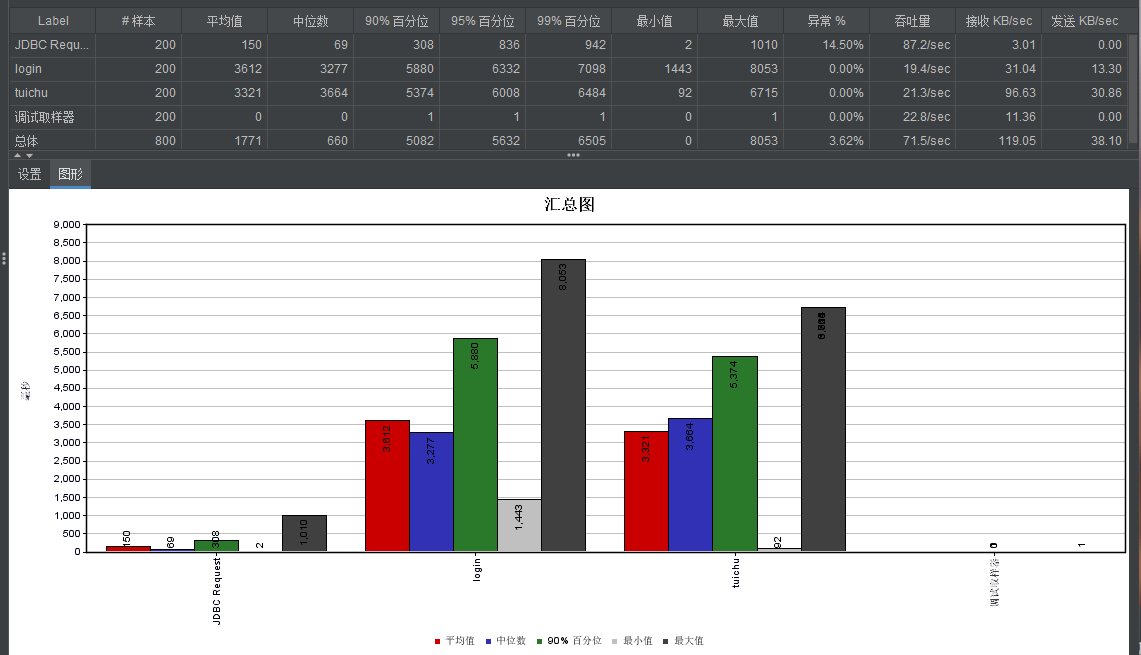 Label # 样本 平均值 中位数 90% 百分位 95% 百分位 99% 百分位 最小值 最大值 异常 % 吞吐量 接收 KB/sec 发送 KB/sec
JDBC Requ... 200 150 69 308 836 942 2 1010 14.50% 87.2/sec 3.01 0.00
login 200 3612 3277 5880 6332 7098 1443 8053 0.00% 19.4/sec 31.04 13.30
tuichu 200 3321 3664 5374 6008 6484 92 6715 0.00% 21.3/sec 96.63 30.86
调试取样器 200 0 0 1 1 1 0 1 0.00% 22.8/sec 11.36 0.00
总体 800 1771 660 5082 5632 6505 0 8053 3.62% 71.5/sec 119.05 38.10
设置 图形
汇总图
9,000
8,500
8,000
7,500
7,000
6,500
6,000
5,500
5,000
4,500
4,000
3,500
3,000
2,500
2,000
1,500
1,000
500
0
毫秒
150 69 308 2 1,010
3,612 3,277 5,880 1,443 8,053
3,321 3,664 5,374 92
0 1
JDBC Request login tuichu 调试取样器
平均值 中位数 90% 百分位 最小值 最大值